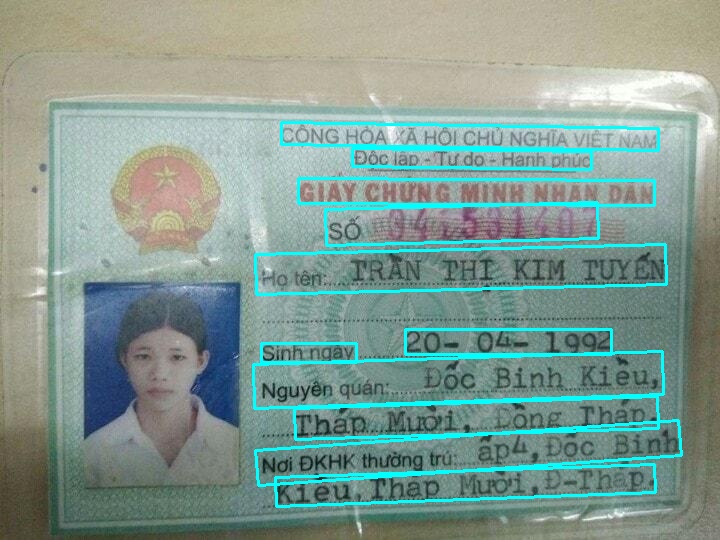 CỘNG HÒA XÃ HỘI CHỦ NGHĨA VIỆT NAM
Độc lập - Tự do - Hạnh phúc
GIẤY CHỨNG MINH NHÂN DÂN
SỐ 341531407
Họ tên: TRẦN THỊ KIM TUYẾN
Sinh ngày 20-04-1992
Nguyên quán: Đốc Binh Kiều,
Tháp Mười, Đồng Tháp.
Nơi ĐKHK thường trú: ấp4, Đốc Binh
Kiều, Tháp Mười, Đ-Tháp.